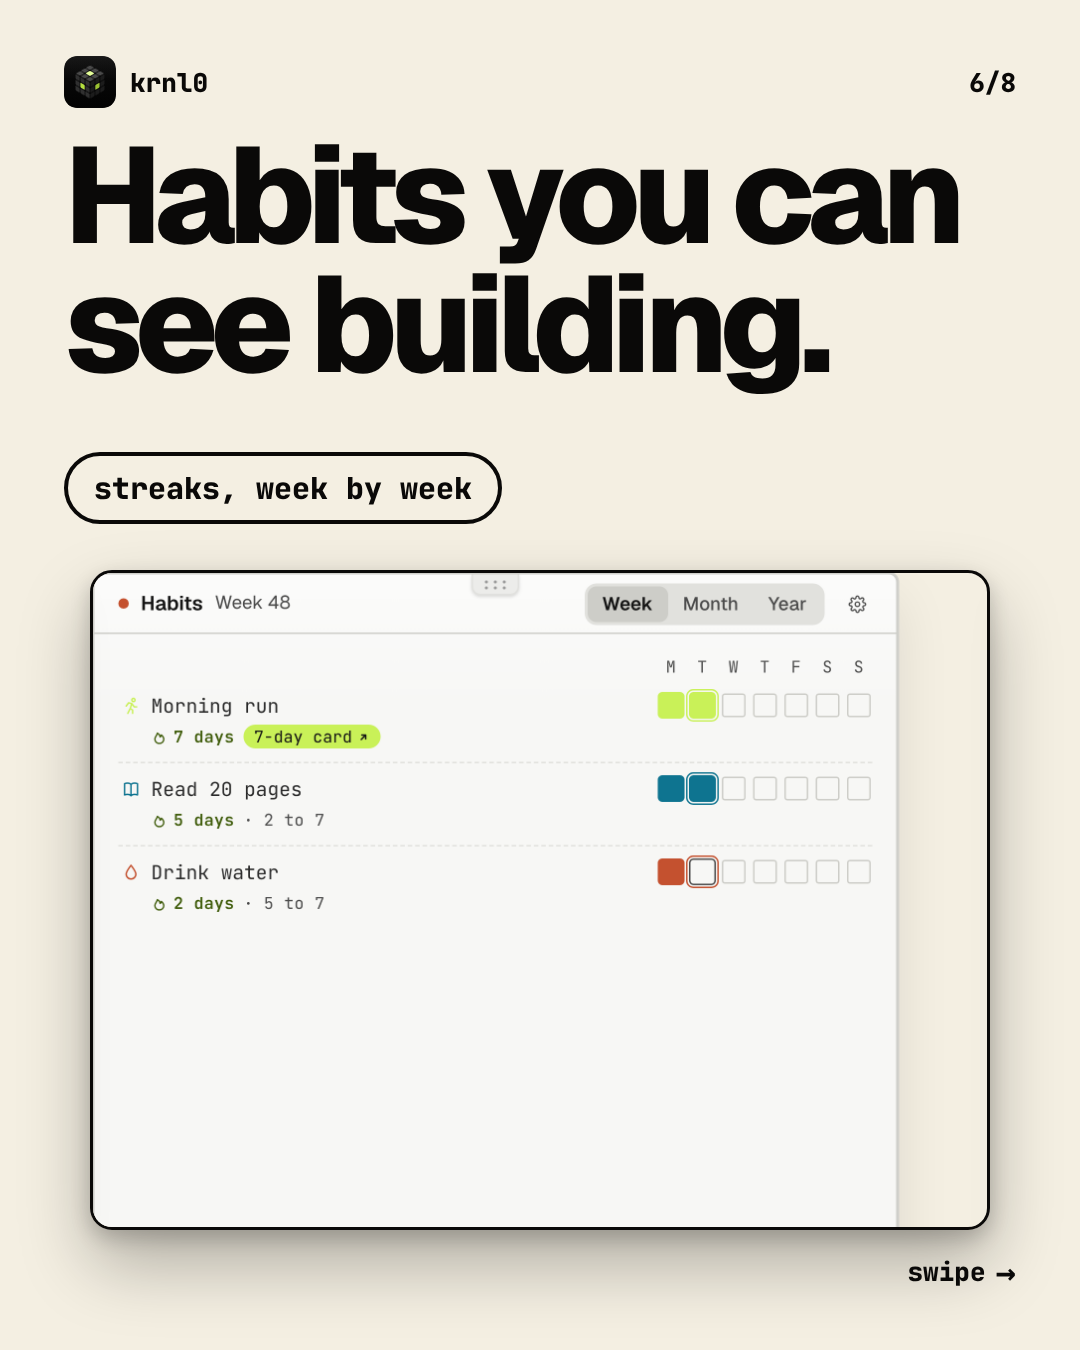 krnl0
6/8
Habits you can
see building.
streaks, week by week
Habits Week 48
Week Month Year
M T W T F S S
Morning run
7 days 7-day card ↗
Read 20 pages
5 days · 2 to 7
Drink water
2 days · 5 to 7
swipe →